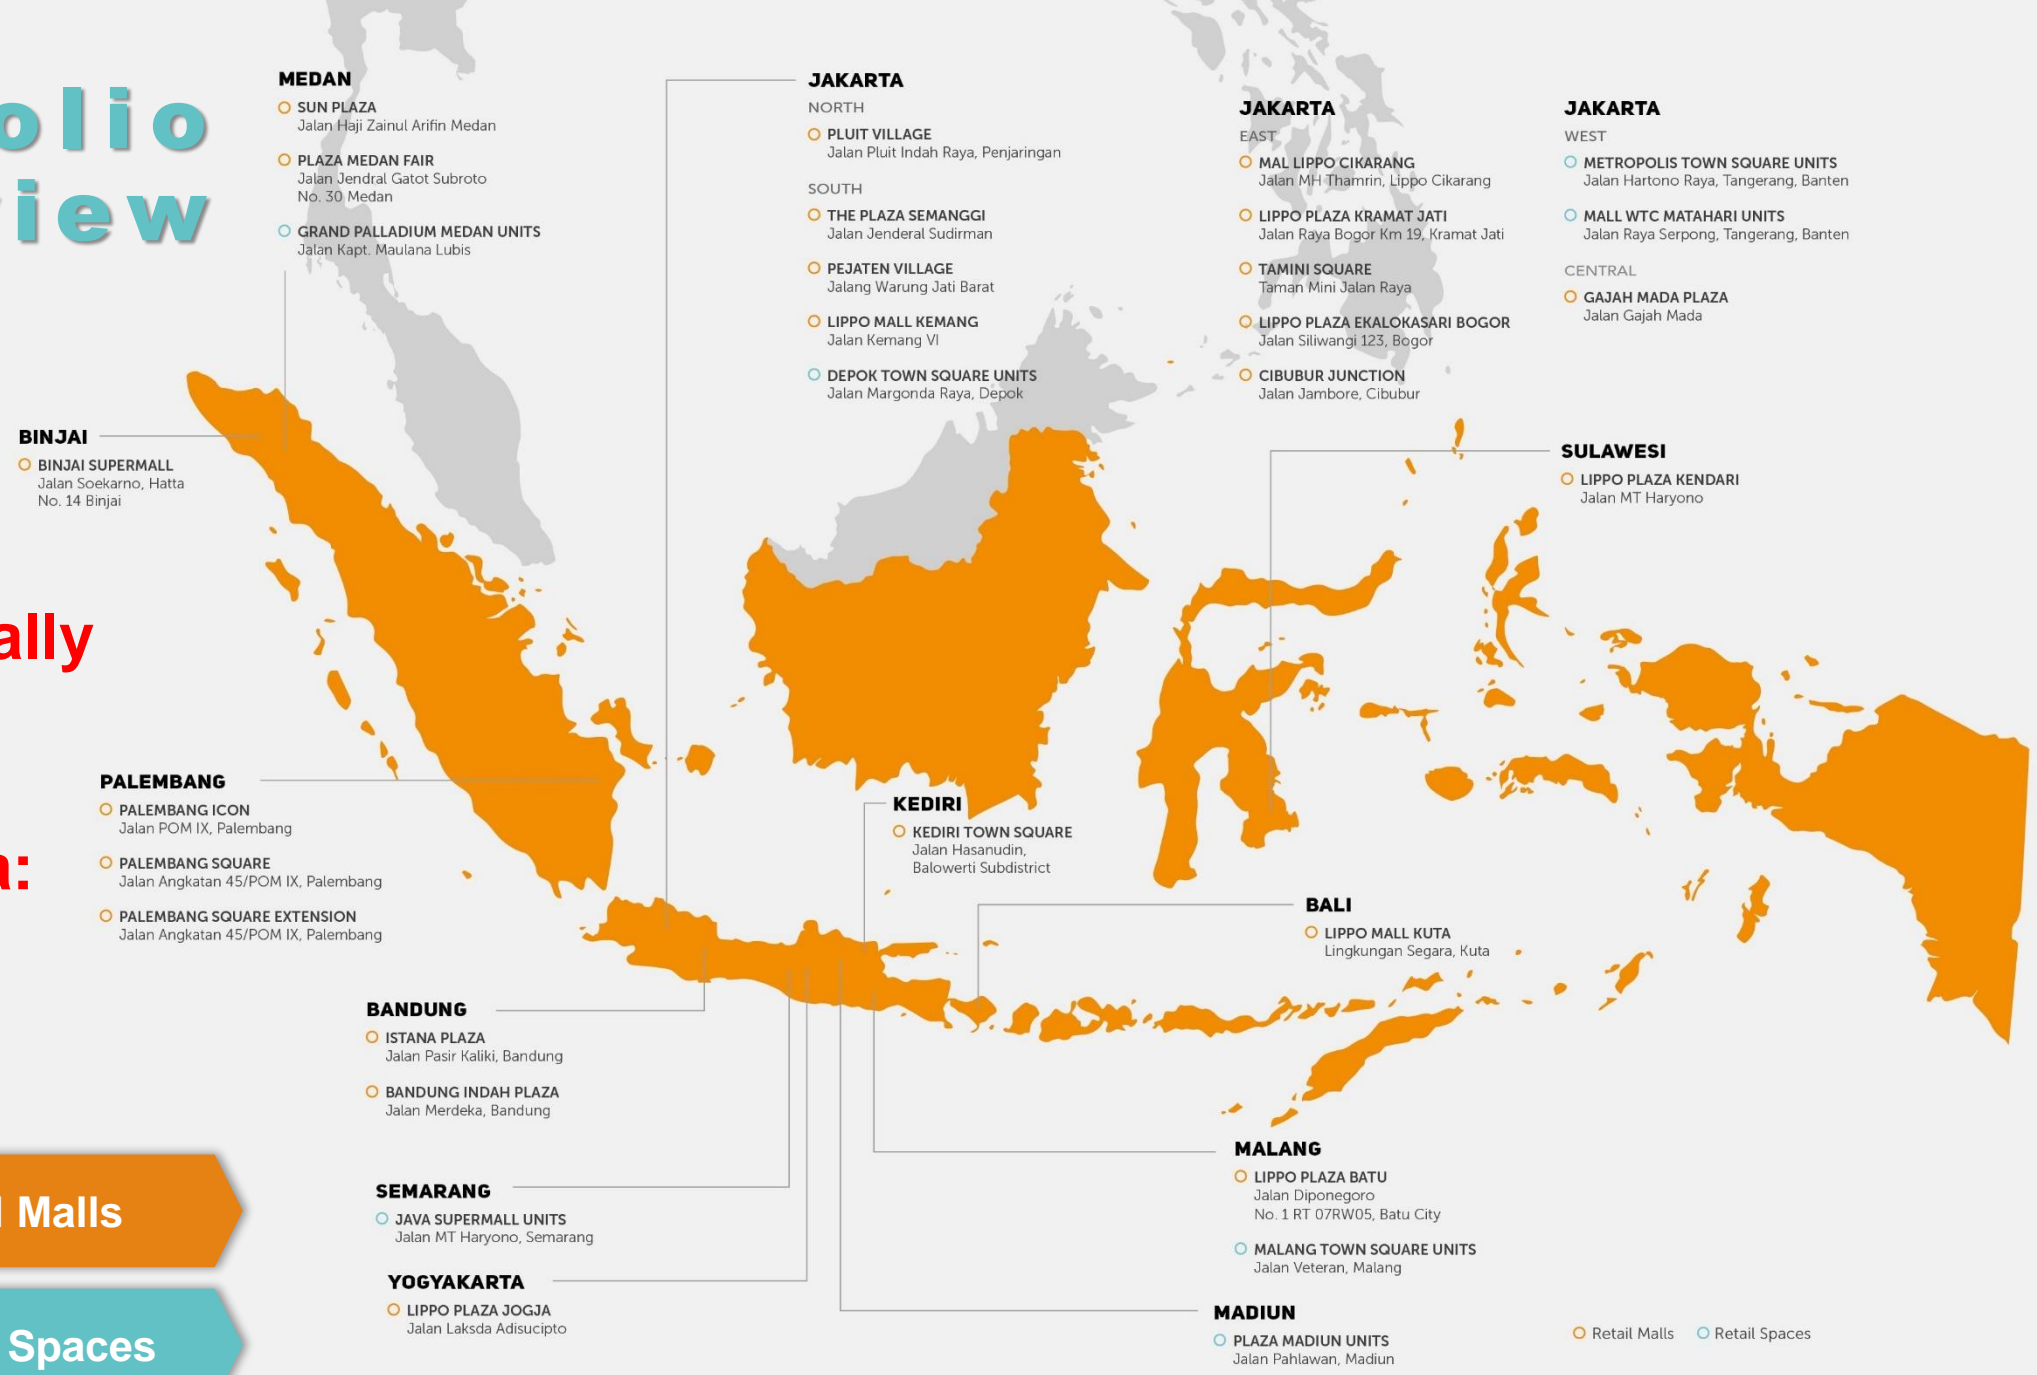 olio
view
ally
a:
Malls
Spaces
MEDAN
SUN PLAZA
Jalan Haji Zainul Arifin Medan
PLAZA MEDAN FAIR
Jalan Jendral Gatot Subroto
No. 30 Medan
GRAND PALLADIUM MEDAN UNITS
Jalan Kapt. Maulana Lubis
BINJAI
BINJAI SUPERMALL
Jalan Soekarno, Hatta
No. 14 Binjai
PALEMBANG
PALEMBANG ICON
Jalan POM IX, Palembang
PALEMBANG SQUARE
Jalan Angkatan 45/POM IX, Palembang
PALEMBANG SQUARE EXTENSION
Jalan Angkatan 45/POM IX, Palembang
BANDUNG
ISTANA PLAZA
Jalan Pasir Kaliki, Bandung
BANDUNG INDAH PLAZA
Jalan Merdeka, Bandung
SEMARANG
JAVA SUPERMALL UNITS
Jalan MT Haryono, Semarang
YOGYAKARTA
LIPPO PLAZA JOGJA
Jalan Laksda Adisucipto
JAKARTA
NORTH
PLUIT VILLAGE
Jalan Pluit Indah Raya, Penjaringan
SOUTH
THE PLAZA SEMANGGI
Jalan Jenderal Sudirman
PEJATEN VILLAGE
Jalang Warung Jati Barat
LIPPO MALL KEMANG
Jalan Kemang VI
DEPOK TOWN SQUARE UNITS
Jalan Margonda Raya, Depok
JAKARTA
EAST
MAL LIPPO CIKARANG
Jalan MH Thamrin, Lippo Cikarang
LIPPO PLAZA KRAMAT JATI
Jalan Raya Bogor Km 19, Kramat Jati
TAMINI SQUARE
Taman Mini Jalan Raya
LIPPO PLAZA EKALOKASARI BOGOR
Jalan Siliwangi 123, Bogor
CIBUBUR JUNCTION
Jalan Jambore, Cibubur
JAKARTA
WEST
METROPOLIS TOWN SQUARE UNITS
Jalan Hartono Raya, Tangerang, Banten
MALL WTC MATAHARI UNITS
Jalan Raya Serpong, Tangerang, Banten
CENTRAL
GAJAH MADA PLAZA
Jalan Gajah Mada
SULAWESI
LIPPO PLAZA KENDARI
Jalan MT Haryono
KEDIRI
KEDIRI TOWN SQUARE
Jalan Hasanudin,
Balowerti Subdistrict
BALI
LIPPO MALL KUTA
Lingkungan Segara, Kuta
MALANG
LIPPO PLAZA BATU
Jalan Diponegoro
No. 1 RT 07RW05, Batu City
MALANG TOWN SQUARE UNITS
Jalan Veteran, Malang
MADIUN
PLAZA MADIUN UNITS
Jalan Pahlawan, Madiun
Retail Malls
Retail Spaces